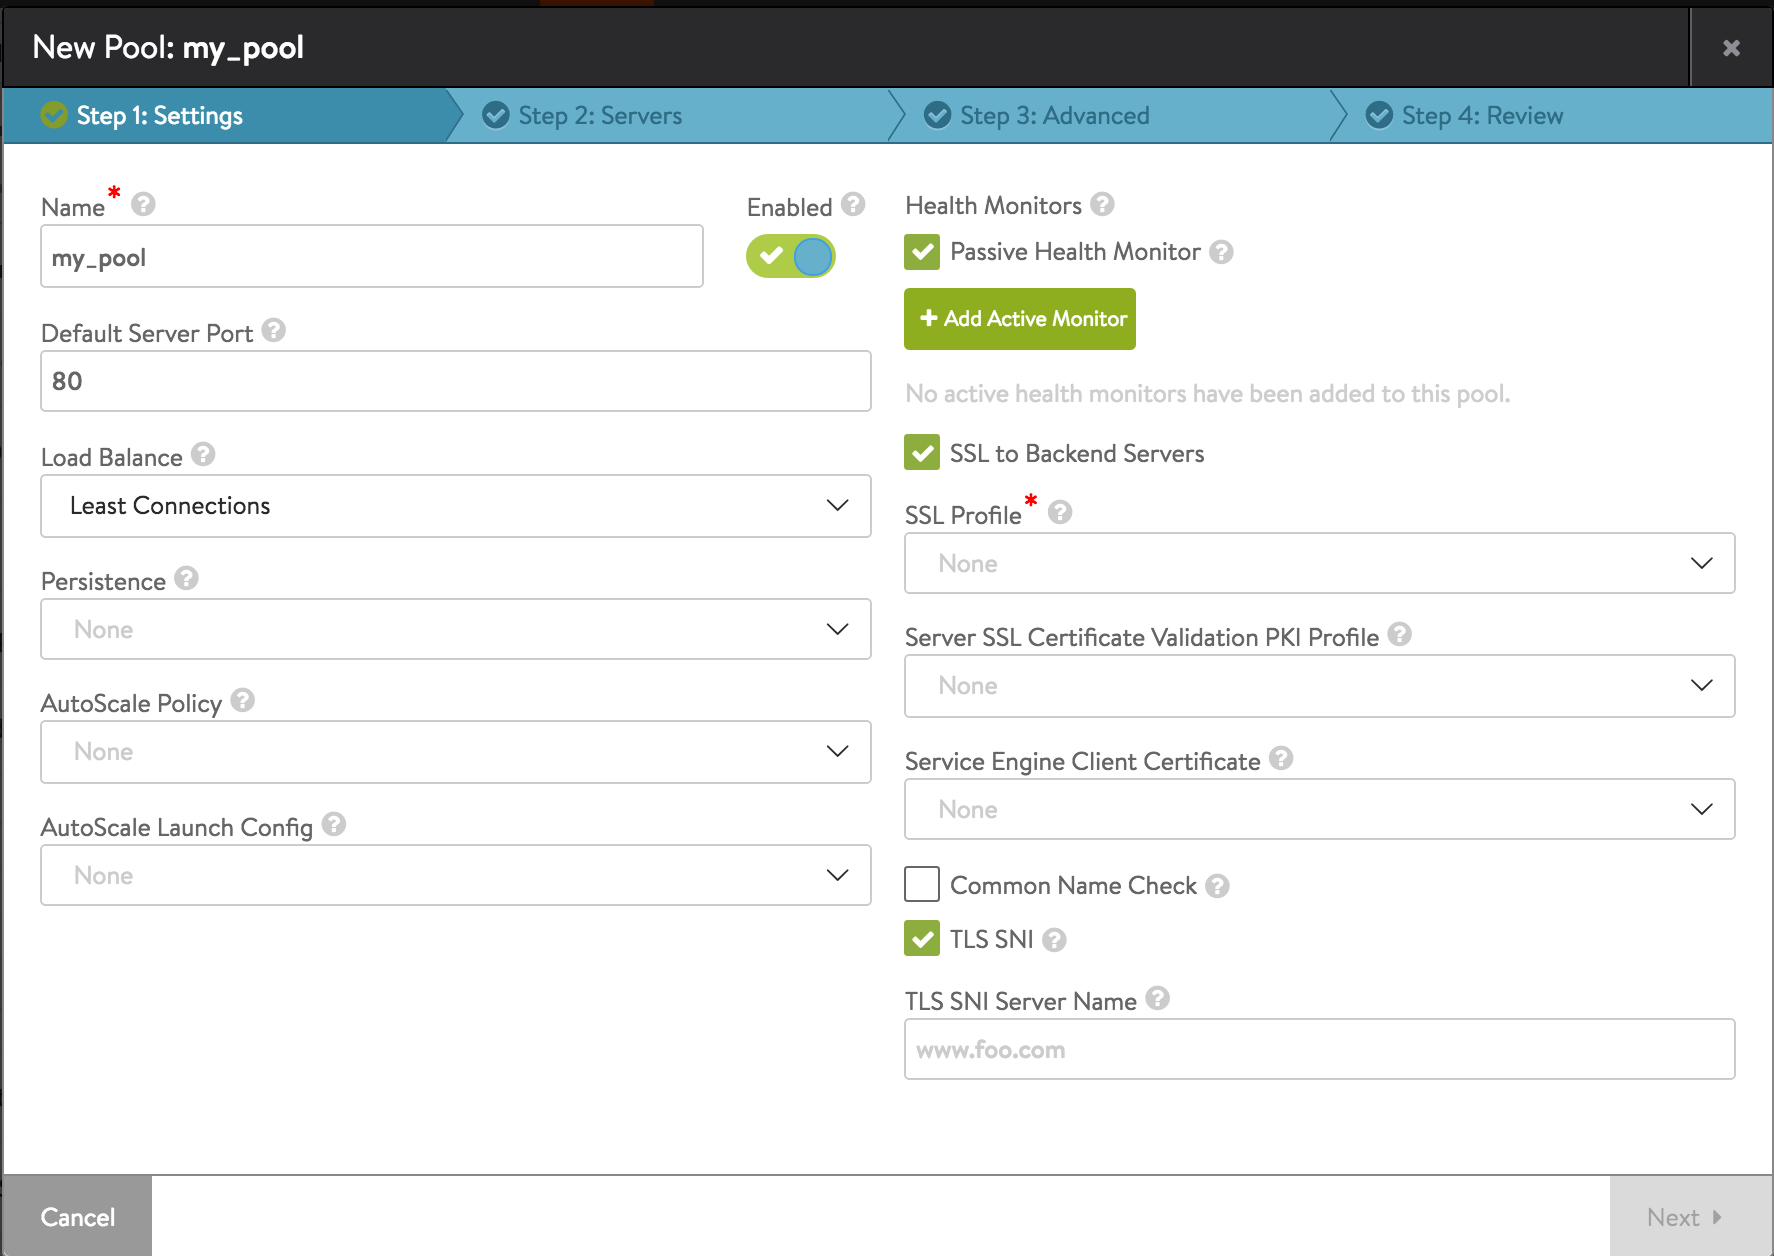 New Pool: my_pool
Step 1: Settings
Step 2: Servers
Step 3: Advanced
Step 4: Review
Name *
my_pool
Enabled
Default Server Port
80
Load Balance
Least Connections
Persistence
None
AutoScale Policy
None
AutoScale Launch Config
None
Health Monitors
Passive Health Monitor
+ Add Active Monitor
No active health monitors have been added to this pool.
SSL to Backend Servers
SSL Profile *
None
Server SSL Certificate Validation PKI Profile
None
Service Engine Client Certificate
None
Common Name Check
TLS SNI
TLS SNI Server Name
www.foo.com
Cancel
Next